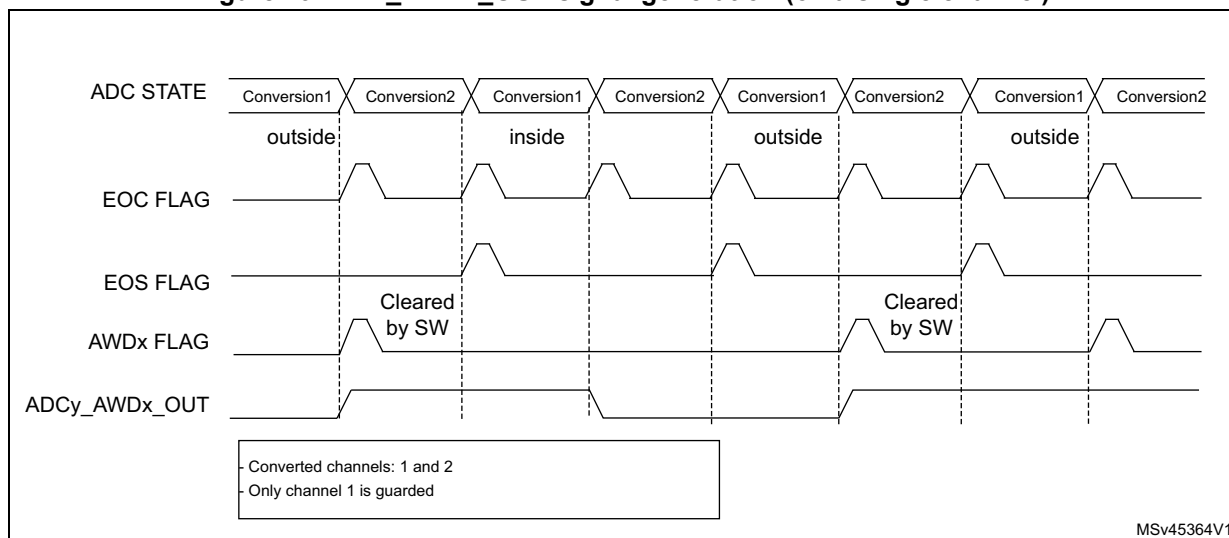 ADC STATE Conversion1 Conversion2 Conversion1 Conversion2 Conversion1 Conversion2 Conversion1 Conversion2
outside inside outside outside
EOC FLAG
EOS FLAG
Cleared by SW
Cleared by SW
AWDx FLAG
ADCy_AWDx_OUT
- Converted channels: 1 and 2
- Only channel 1 is guarded
MSv45364V1